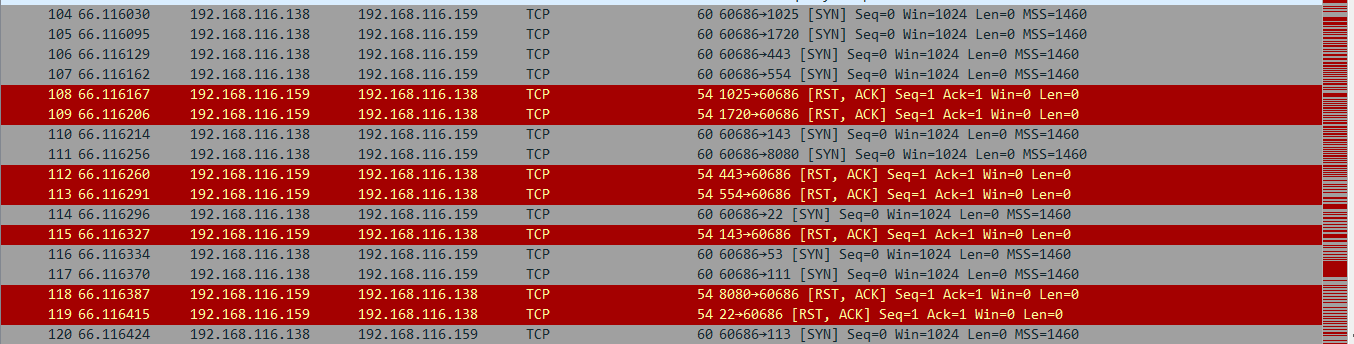 104 66.116030 192.168.116.138 192.168.116.159 TCP 60 60686→1025 [SYN] Seq=0 Win=1024 Len=0 MSS=1460
105 66.116095 192.168.116.138 192.168.116.159 TCP 60 60686→1720 [SYN] Seq=0 Win=1024 Len=0 MSS=1460
106 66.116129 192.168.116.138 192.168.116.159 TCP 60 60686→443 [SYN] Seq=0 Win=1024 Len=0 MSS=1460
107 66.116162 192.168.116.138 192.168.116.159 TCP 60 60686→554 [SYN] Seq=0 Win=1024 Len=0 MSS=1460
108 66.116167 192.168.116.159 192.168.116.138 TCP 54 1025→60686 [RST, ACK] Seq=1 Ack=1 Win=0 Len=0
109 66.116206 192.168.116.159 192.168.116.138 TCP 54 1720→60686 [RST, ACK] Seq=1 Ack=1 Win=0 Len=0
110 66.116214 192.168.116.138 192.168.116.159 TCP 60 60686→143 [SYN] Seq=0 Win=1024 Len=0 MSS=1460
111 66.116256 192.168.116.138 192.168.116.159 TCP 60 60686→8080 [SYN] Seq=0 Win=1024 Len=0 MSS=1460
112 66.116260 192.168.116.159 192.168.116.138 TCP 54 443→60686 [RST, ACK] Seq=1 Ack=1 Win=0 Len=0
113 66.116291 192.168.116.159 192.168.116.138 TCP 54 554→60686 [RST, ACK] Seq=1 Ack=1 Win=0 Len=0
114 66.116296 192.168.116.138 192.168.116.159 TCP 60 60686→22 [SYN] Seq=0 Win=1024 Len=0 MSS=1460
115 66.116327 192.168.116.159 192.168.116.138 TCP 54 143→60686 [RST, ACK] Seq=1 Ack=1 Win=0 Len=0
116 66.116334 192.168.116.138 192.168.116.159 TCP 60 60686→53 [SYN] Seq=0 Win=1024 Len=0 MSS=1460
117 66.116370 192.168.116.138 192.168.116.159 TCP 60 60686→111 [SYN] Seq=0 Win=1024 Len=0 MSS=1460
118 66.116387 192.168.116.159 192.168.116.138 TCP 54 8080→60686 [RST, ACK] Seq=1 Ack=1 Win=0 Len=0
119 66.116415 192.168.116.159 192.168.116.138 TCP 54 22→60686 [RST, ACK] Seq=1 Ack=1 Win=0 Len=0
120 66.116424 192.168.116.138 192.168.116.159 TCP 60 60686→113 [SYN] Seq=0 Win=1024 Len=0 MSS=1460